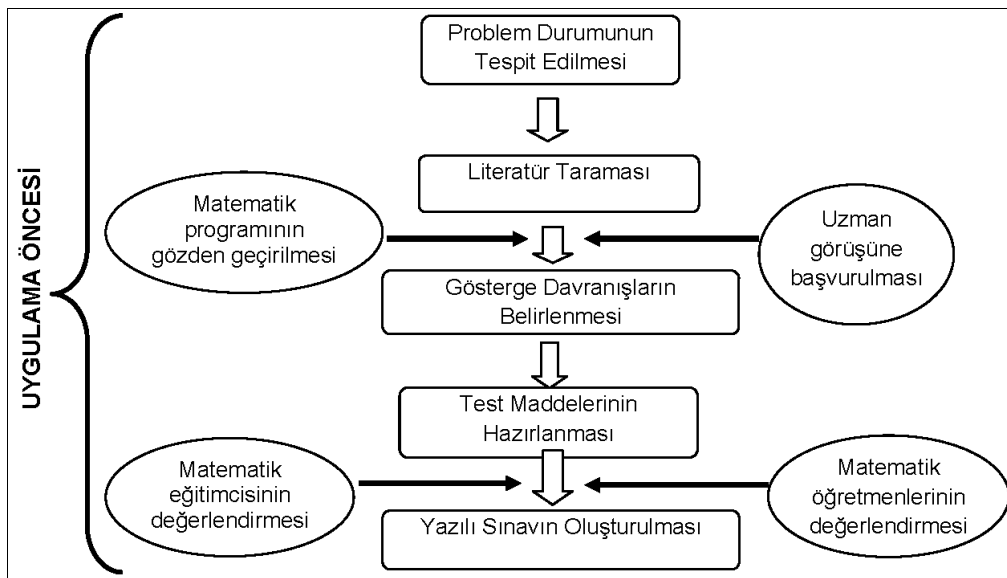 UYGULAMA ÖNCESİ
Problem Durumunun
Tespit Edilmesi
Literatür Taraması
Matematik
programının
gözden geçirilmesi
Uzman
görüşüne
başvurulması
Gösterge Davranışların
Belirlenmesi
Test Maddelerinin
Hazırlanması
Matematik
eğitimcisinin
değerlendirmesi
Matematik
öğretmenlerinin
değerlendirmesi
Yazılı Sınavın Oluşturulması